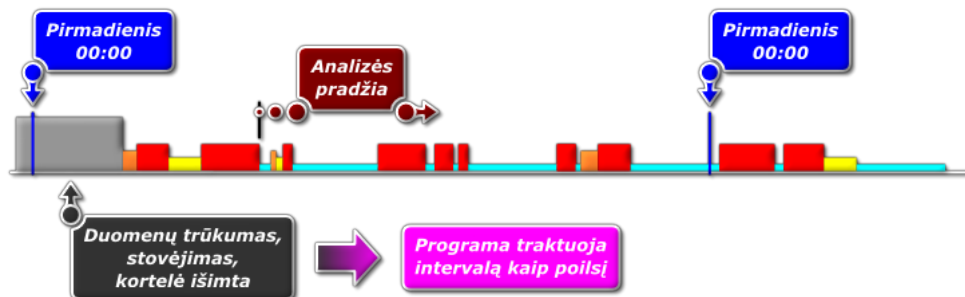 Pirmadienis
00:00
Analizės
pradžia
Pirmadienis
00:00
Duomenų trūkumas,
stovėjimas,
kortelė išimta
Programa traktuoja
intervalą kaip poilsį